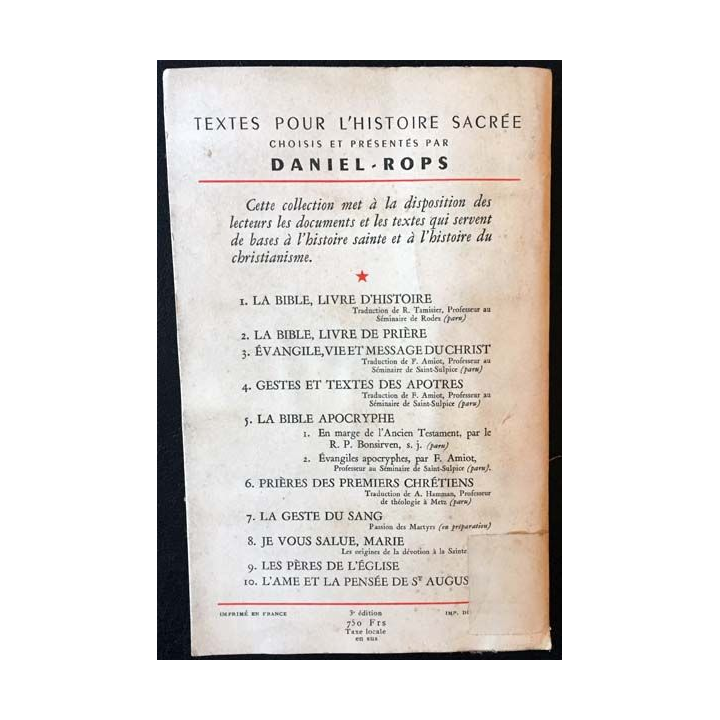 TEXTES POUR L'HISTOIRE SACRÉE
CHOISIS ET PRÉSENTÉS PAR
DANIEL-ROPS
Cette collection met à la disposition des
lecteurs les documents et les textes qui servent
de bases à l'histoire sainte et à l'histoire du
christianisme.
1. LA BIBLE, LIVRE D'HISTOIRE
Traduction de R. Tamisier, Professeur au
Séminaire de Rodez (paru)
2. LA BIBLE, LIVRE DE PRIÈRE
3. ÉVANGILE, VIE ET MESSAGE DU CHRIST
Traduction de F. Amiot, Professeur au
Séminaire de Saint-Sulpice (paru)
4. GESTES ET TEXTES DES APOTRES
Traduction de F. Amiot, Professeur au
Séminaire de Saint-Sulpice (paru)
5. LA BIBLE APOCRYPHE
1. En marge de l'Ancien Testament, par le
R. P. Bonsirven, s. j. (paru)
2. Évangiles apocryphes, par F. Amiot,
Professeur au Séminaire de Saint-Sulpice (paru).
6. PRIÈRES DES PREMIERS CHRÉTIENS
Traduction de A. Hamman, Professeur
de théologie à Metz (paru)
7. LA GESTE DU SANG
Passion des Martyrs (en préparation)
8. JE VOUS SALUE, MARIE
Les origines de la dévotion à la Sainte
9. LES PÈRES DE L'ÉGLISE
10. L'AME ET LA PENSÉE DE Sᵗ AUGUS
IMPRIMÉ EN FRANCE 3ᵉ édition IMP.
750 Frs
Taxe locale
en sus